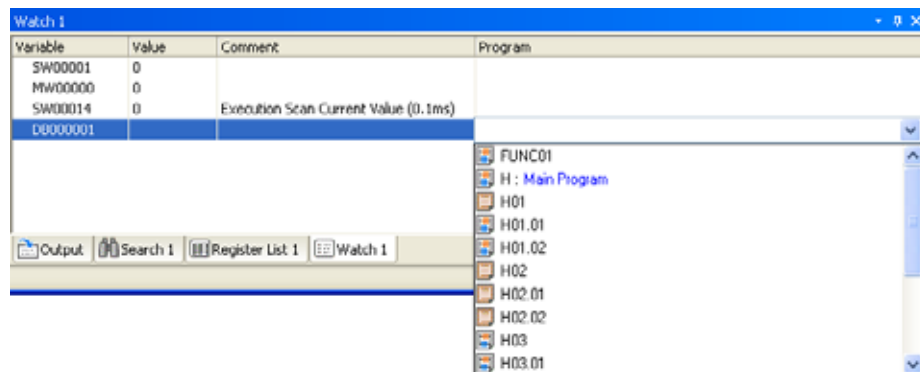 Watch 1
Variable Value Comment Program
SW00001 0
MW00000 0
SW00014 0 Execution Scan Current Value (0.1ms)
DB000001
FUNC01
H : Main Program
H01
H01.01
H01.02
H02
H02.01
H02.02
H03
H03.01
Output Search 1 Register List 1 Watch 1